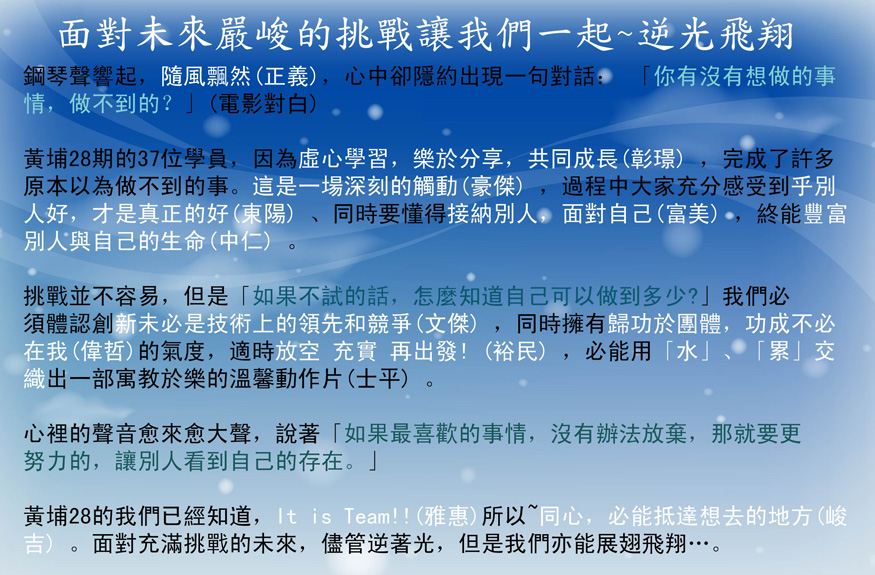 面對未來嚴峻的挑戰讓我們一起~逆光飛翔
鋼琴聲響起，隨風飄然(正義)，心中卻隱約出現一句對話：「你有沒有想做的事
情，做不到的？」(電影對白)
黃埔28期的37位學員，因為虛心學習，樂於分享，共同成長(彰璟) ，完成了許多
原本以為做不到的事。這是一場深刻的觸動(豪傑) ，過程中大家充分感受到乎別
人好，才是真正的好(東陽) 、同時要懂得接納別人，面對自己(富美) ，終能豐富
別人與自己的生命(中仁) 。
挑戰並不容易，但是「如果不試的話，怎麼知道自己可以做到多少?」我們必
須體認創新未必是技術上的領先和競爭(文傑) ，同時擁有歸功於團體，功成不必
在我(偉哲)的氣度，適時放空 充實 再出發! (裕民) ，必能用「水」、「累」交
織出一部寓教於樂的溫馨動作片(士平) 。
心裡的聲音愈來愈大聲，說著「如果最喜歡的事情，沒有辦法放棄，那就要更
努力的，讓別人看到自己的存在。」
黃埔28的我們已經知道，It is Team!!(雅惠)所以~同心，必能抵達想去的地方(峻
吉) 。面對充滿挑戰的未來，儘管逆著光，但是我們亦能展翅飛翔…。